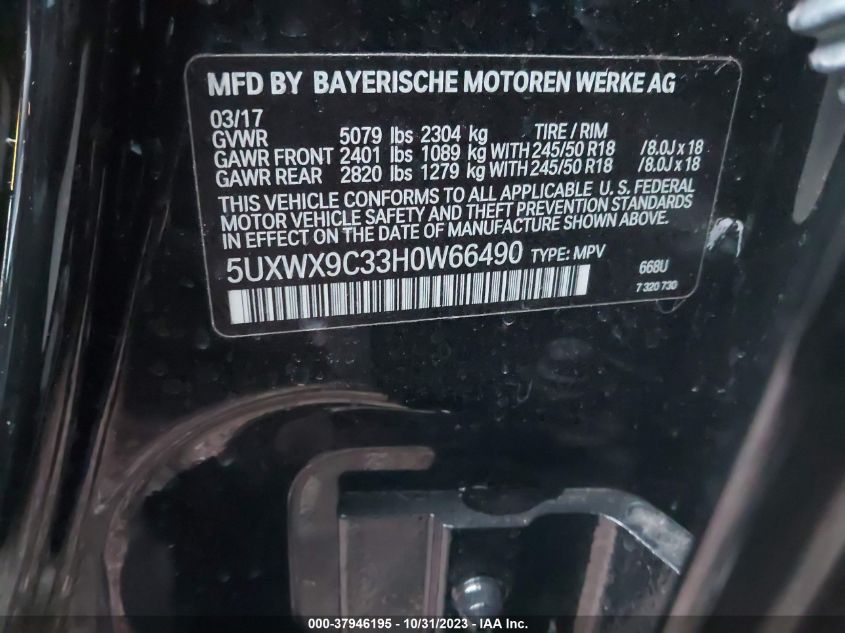 MFD BY BAYERISCHE MOTOREN WERKE AG
03/17
GVWR 5079 lbs 2304 kg TIRE / RIM
GAWR FRONT 2401 lbs 1089 kg WITH 245/50 R18 /8.0J x 18
GAWR REAR 2820 lbs 1279 kg WITH 245/50 R18 /8.0J x 18
THIS VEHICLE CONFORMS TO ALL APPLICABLE U. S. FEDERAL
MOTOR VEHICLE SAFETY AND THEFT PREVENTION STANDARDS
IN EFFECT ON THE DATE OF MANUFACTURE SHOWN ABOVE.
5UXWX9C33H0W66490 TYPE: MPV 668U
7 320 730
000-37946195 - 10/31/2023 - IAA Inc.